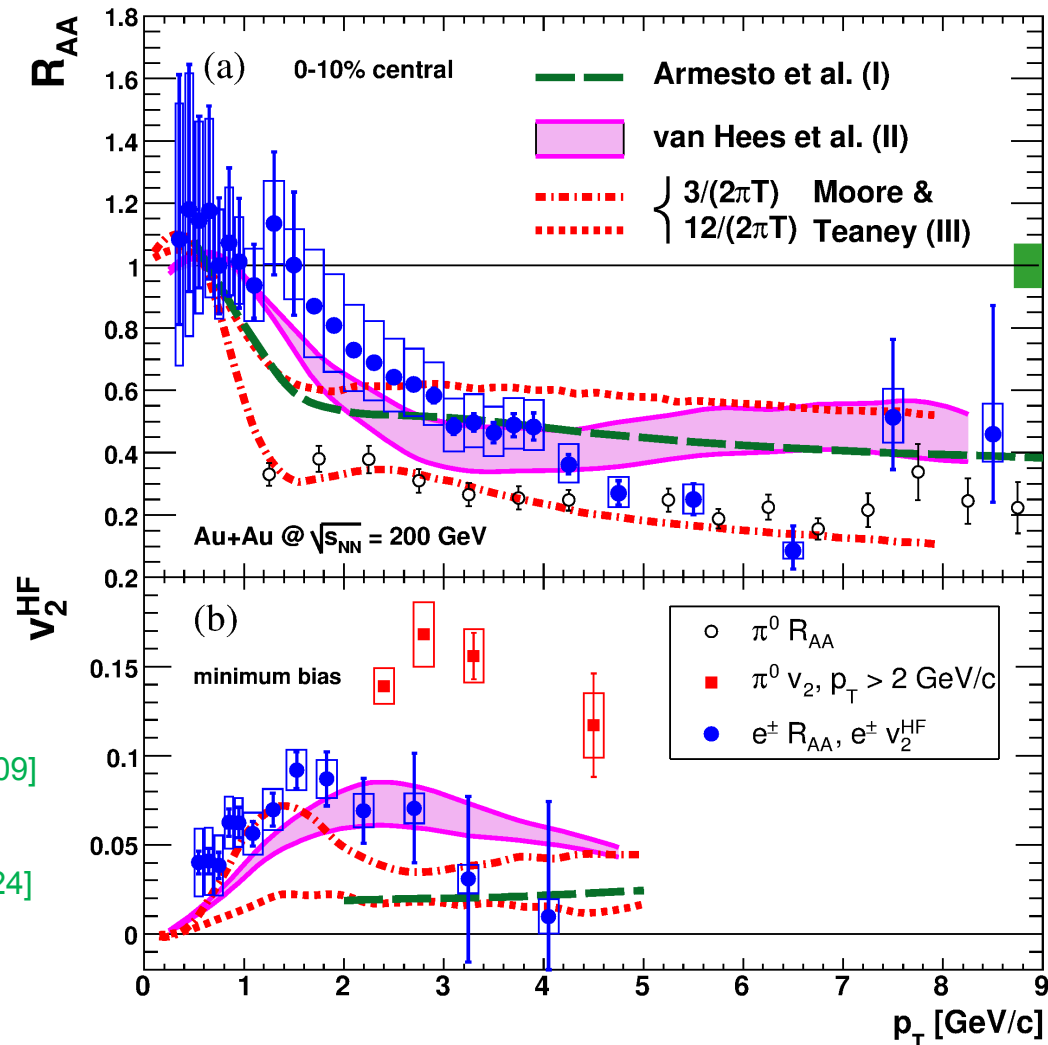 R_AA
1.8
1.6
1.4
1.2
1
0.8
0.6
0.4
0.2
(a)
0-10% central
Armesto et al. (I)
van Hees et al. (II)
3/(2πT) Moore &
12/(2πT) Teaney (III)
Au+Au @ √s_NN = 200 GeV
v_2^HF
0.2
0.15
0.1
0.05
0
(b)
minimum bias
π⁰ R_AA
π⁰ v_2, p_T > 2 GeV/c
e± R_AA, e± v_2^HF
09]
24]
0 1 2 3 4 5 6 7 8 9
p_T [GeV/c]